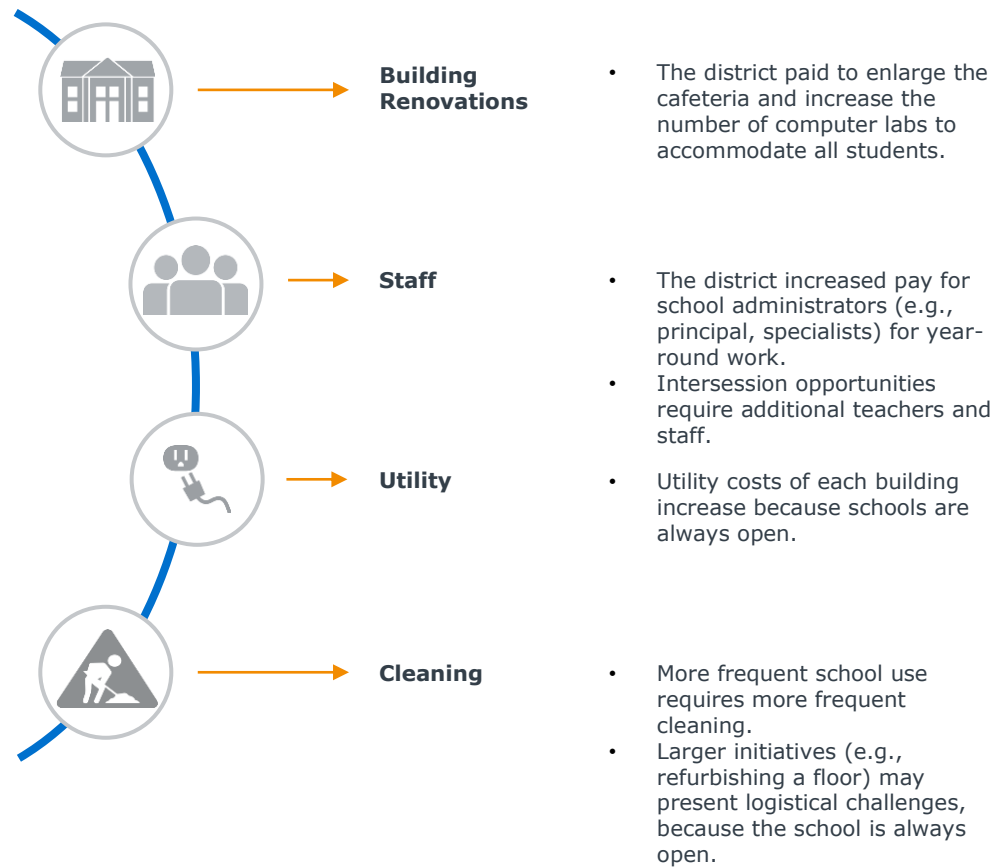 Building
Renovations
• The district paid to enlarge the
cafeteria and increase the
number of computer labs to
accommodate all students.
Staff
• The district increased pay for
school administrators (e.g.,
principal, specialists) for year-
round work.
• Intersession opportunities
require additional teachers and
staff.
Utility
• Utility costs of each building
increase because schools are
always open.
Cleaning
• More frequent school use
requires more frequent
cleaning.
• Larger initiatives (e.g.,
refurbishing a floor) may
present logistical challenges,
because the school is always
open.